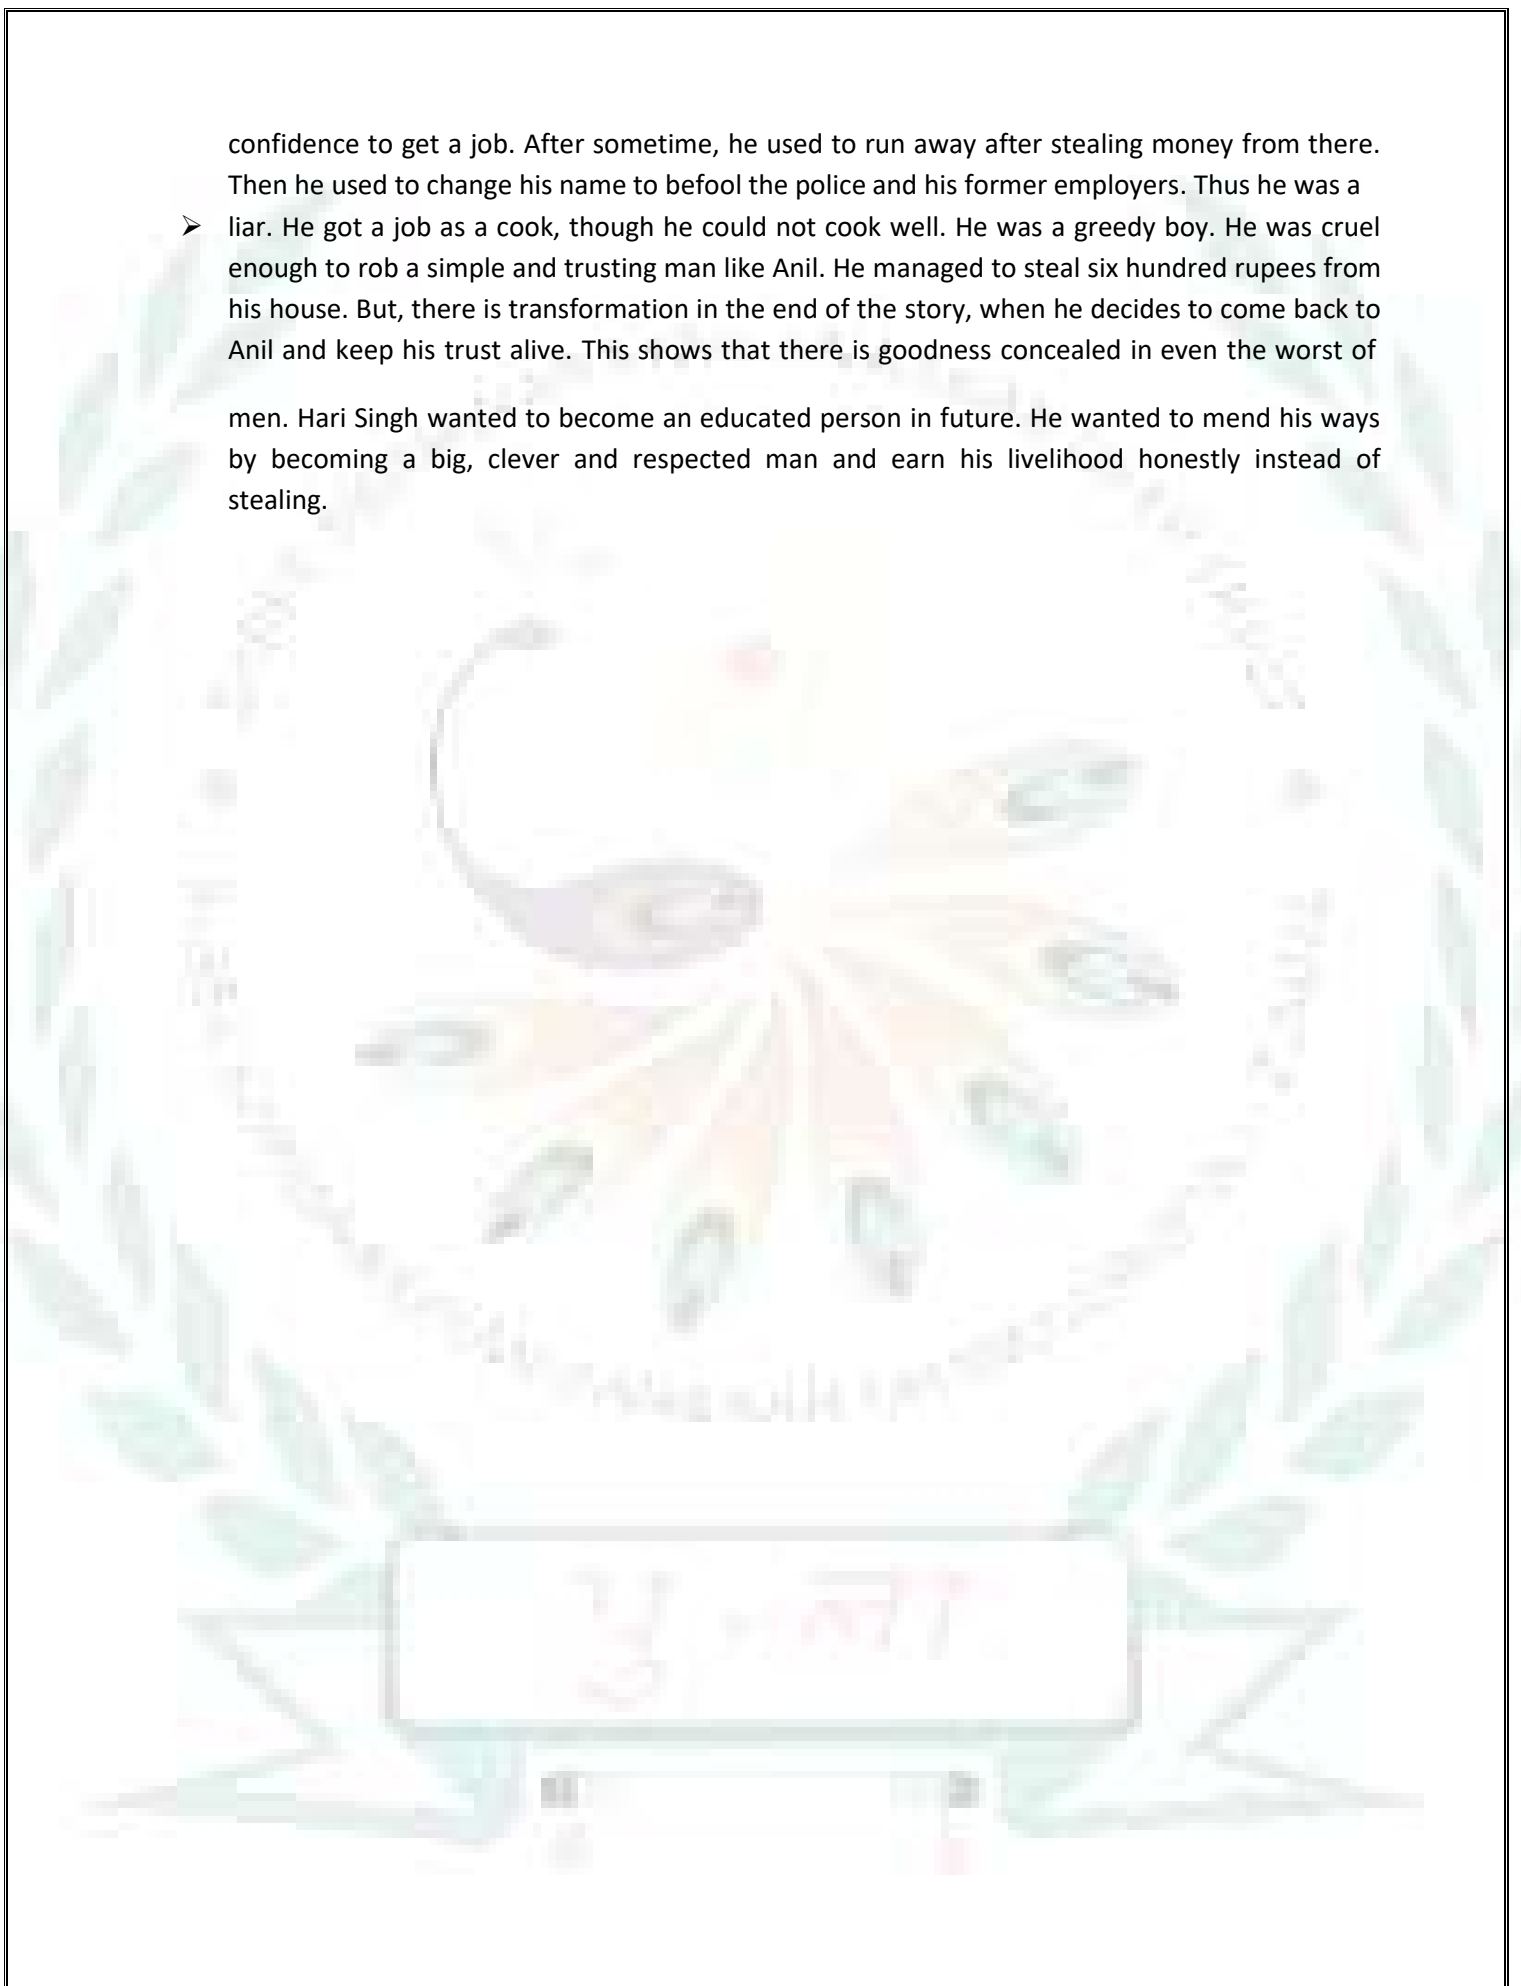 confidence to get a job. After sometime, he used to run away after stealing money from there.
Then he used to change his name to befool the police and his former employers. Thus he was a
➢ liar. He got a job as a cook, though he could not cook well. He was a greedy boy. He was cruel
enough to rob a simple and trusting man like Anil. He managed to steal six hundred rupees from
his house. But, there is transformation in the end of the story, when he decides to come back to
Anil and keep his trust alive. This shows that there is goodness concealed in even the worst of
men. Hari Singh wanted to become an educated person in future. He wanted to mend his ways
by becoming a big, clever and respected man and earn his livelihood honestly instead of
stealing.